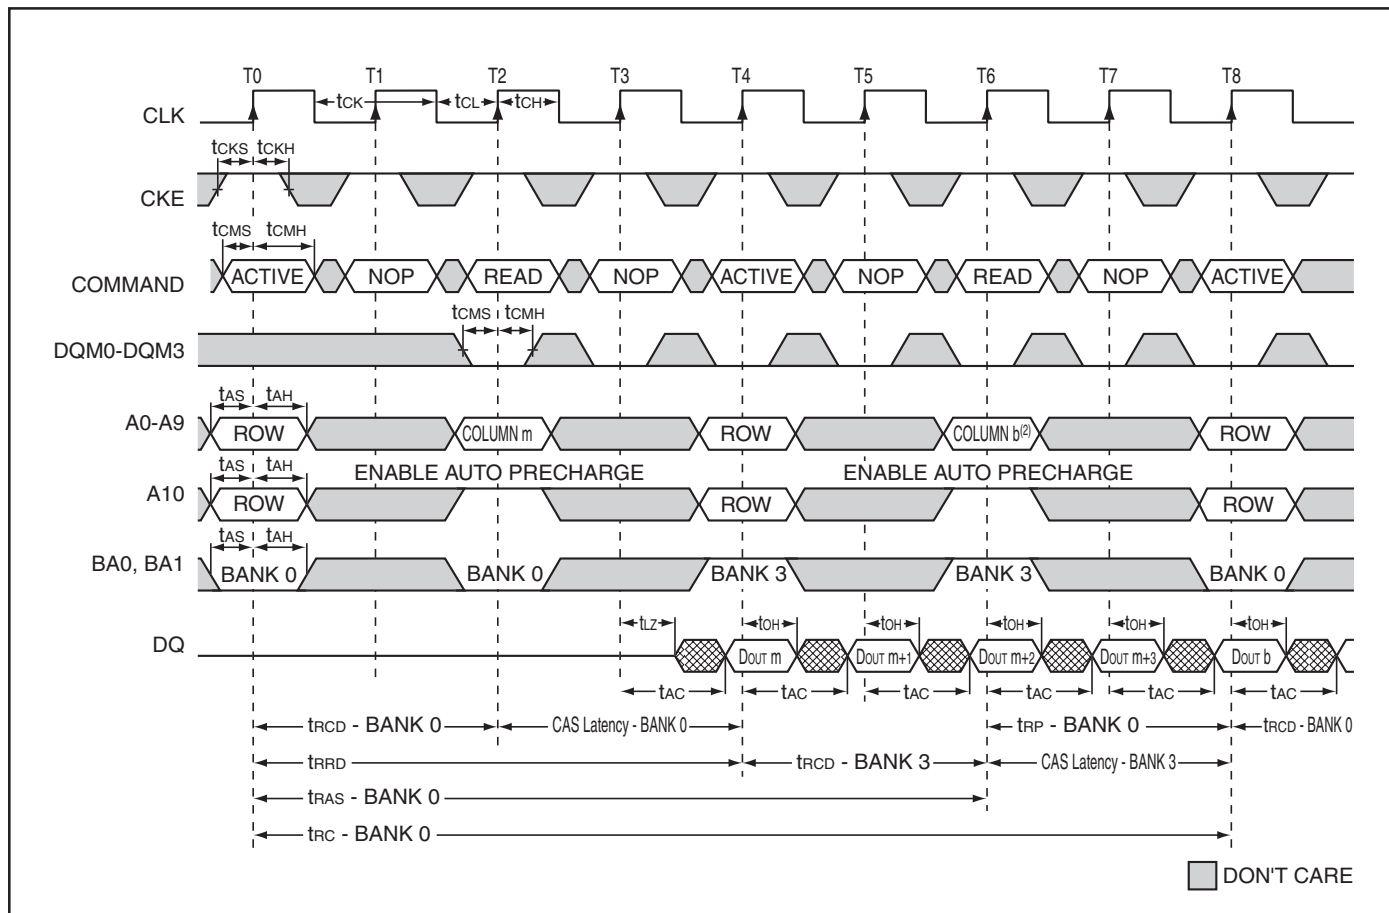 T0 T1 T2 T3 T4 T5 T6 T7 T8
tCK tCL tCH
CLK
tCKS tCKH
CKE
tCMS tCMH
COMMAND ACTIVE NOP READ NOP ACTIVE NOP READ NOP ACTIVE
tCMS tCMH
DQM0-DQM3
tAS tAH
A0-A9 ROW COLUMN m ROW COLUMN b(2) ROW
tAS tAH ENABLE AUTO PRECHARGE ENABLE AUTO PRECHARGE
A10 ROW ROW ROW
tAS tAH
BA0, BA1 BANK 0 BANK 0 BANK 3 BANK 3 BANK 0
tLZ tOH tOH tOH tOH tOH
DQ DOUT m DOUT m+1 DOUT m+2 DOUT m+3 DOUT b
tAC tAC tAC tAC tAC tAC
tRCD - BANK 0 CAS Latency - BANK 0 tRP - BANK 0 tRCD - BANK 0
tRRD tRCD - BANK 3 CAS Latency - BANK 3
tRAS - BANK 0
tRC - BANK 0
DON'T CARE